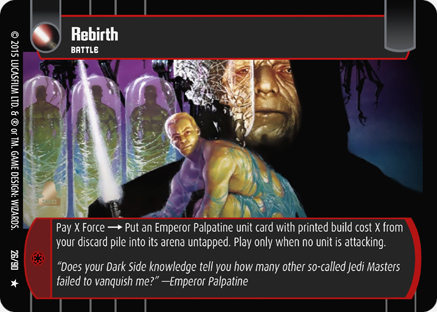 Rebirth
BATTLE
Pay X Force → Put an Emperor Palpatine unit card with printed build cost X from
your discard pile into its arena untapped. Play only when no unit is attacking.
"Does your Dark Side knowledge tell you how many other so-called Jedi Masters
failed to vanquish me?" —Emperor Palpatine
© 2015 LUCASFILM LTD. & ® or TM. GAME DESIGN: WIZARDS.
26/90 ★